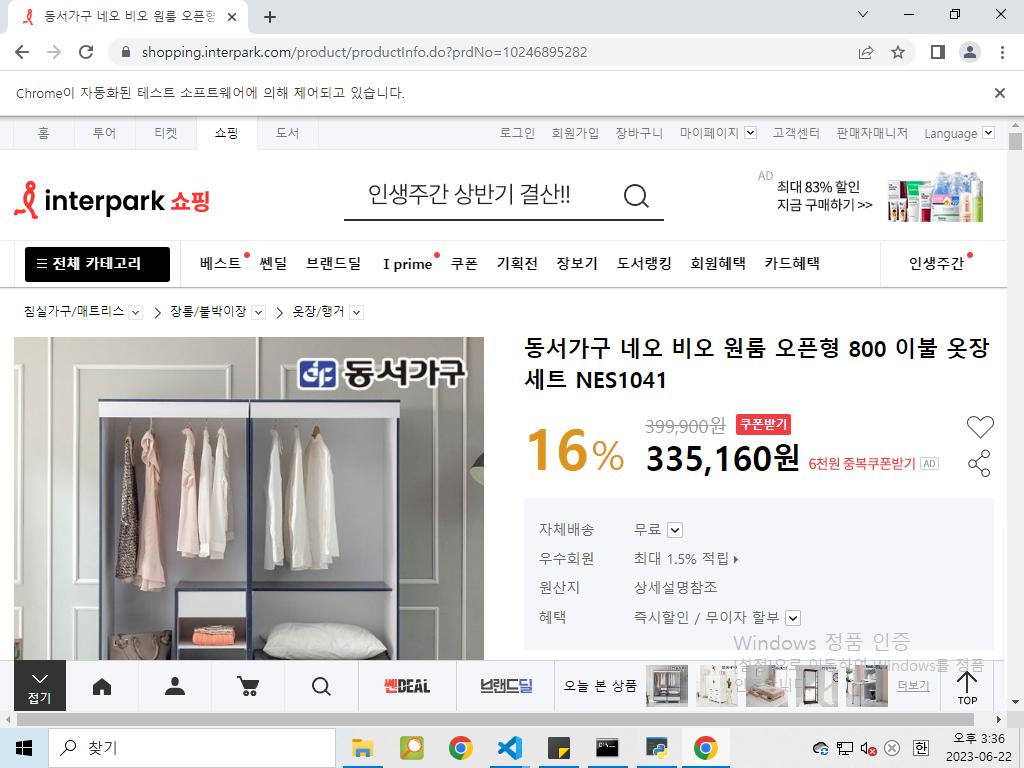 동서가구 네오 비오 원룸 오픈형
shopping.interpark.com/product/productInfo.do?prdNo=10246895282
Chrome이 자동화된 테스트 소프트웨어에 의해 제어되고 있습니다.
홈 투어 티켓 쇼핑 도서 로그인 회원가입 장바구니 마이페이지 고객센터 판매자매니저 Language
interpark 쇼핑
인생주간 상반기 결산!!
AD
최대 83% 할인
지금 구매하기 >>
전체 카테고리 베스트 쎈딜 브랜드딜 I prime 쿠폰 기획전 장보기 도서랭킹 회원혜택 카드혜택 인생주간
침실가구/매트리스 장롱/붙박이장 옷장/행거
동서가구
동서가구 네오 비오 원룸 오픈형 800 이불 옷장
세트 NES1041
16% 399,900원 쿠폰받기
335,160원 6천원 중복쿠폰받기 AD
자체배송 무료
우수회원 최대 1.5% 적립
원산지 상세설명참조
혜택 즉시할인 / 무이자 할부
Windows 정품 인증
[설정]으로 이동하여 Windows를 정품
접기 쎈DEAL 브랜드딜 오늘 본 상품 더보기 TOP
찾기
한
오후 3:36
2023-06-22